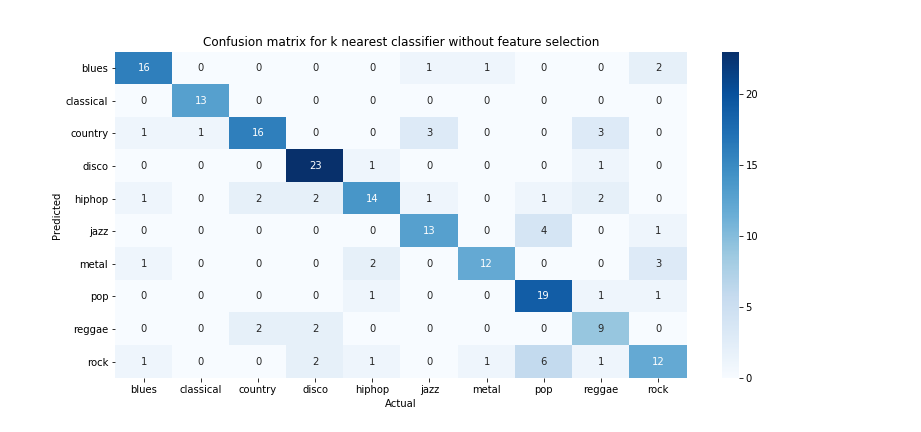 Confusion matrix for k nearest classifier without feature selection
blues 16 0 0 0 0 1 1 0 0 2
classical 0 13 0 0 0 0 0 0 0 0
country 1 1 16 0 0 3 0 0 3 0
disco 0 0 0 23 1 0 0 0 1 0
hiphop 1 0 2 2 14 1 0 1 2 0
jazz 0 0 0 0 0 13 0 4 0 1
metal 1 0 0 0 2 0 12 0 0 3
pop 0 0 0 0 1 0 0 19 1 1
reggae 0 0 2 2 0 0 0 0 9 0
rock 1 0 0 2 1 0 1 6 1 12
blues classical country disco hiphop jazz metal pop reggae rock
Actual
Predicted
20
15
10
5
0